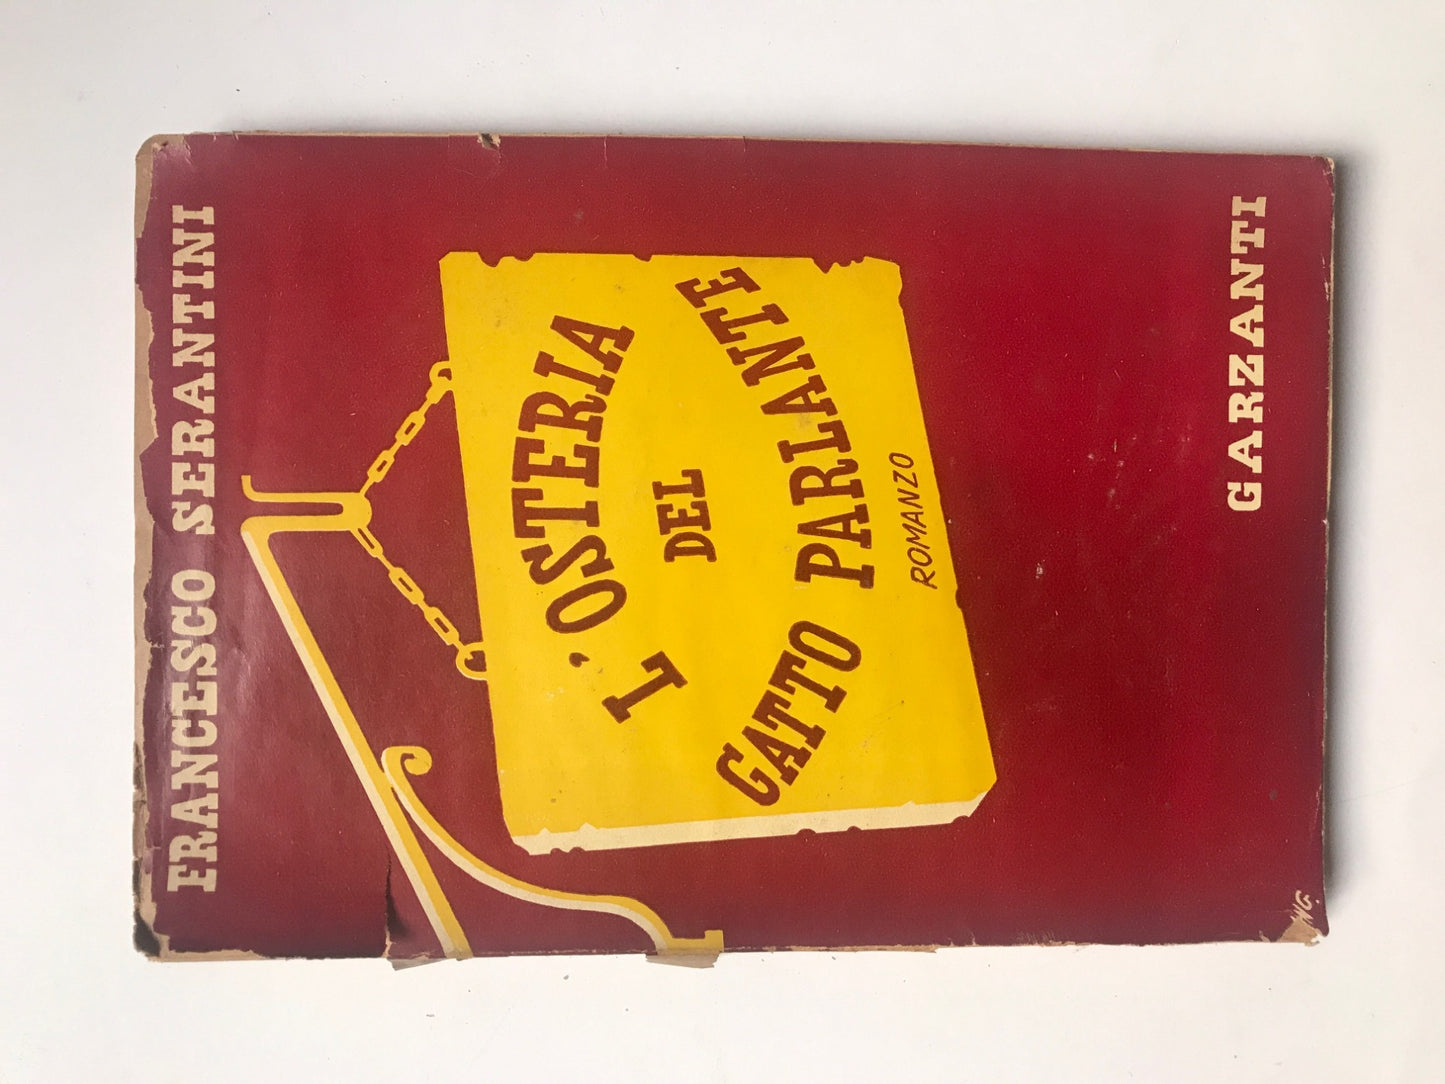 FRANCESCO SERANTINI
L'OSTERIA
DEL
GATTO PARLANTE
ROMANZO
GARZANTI